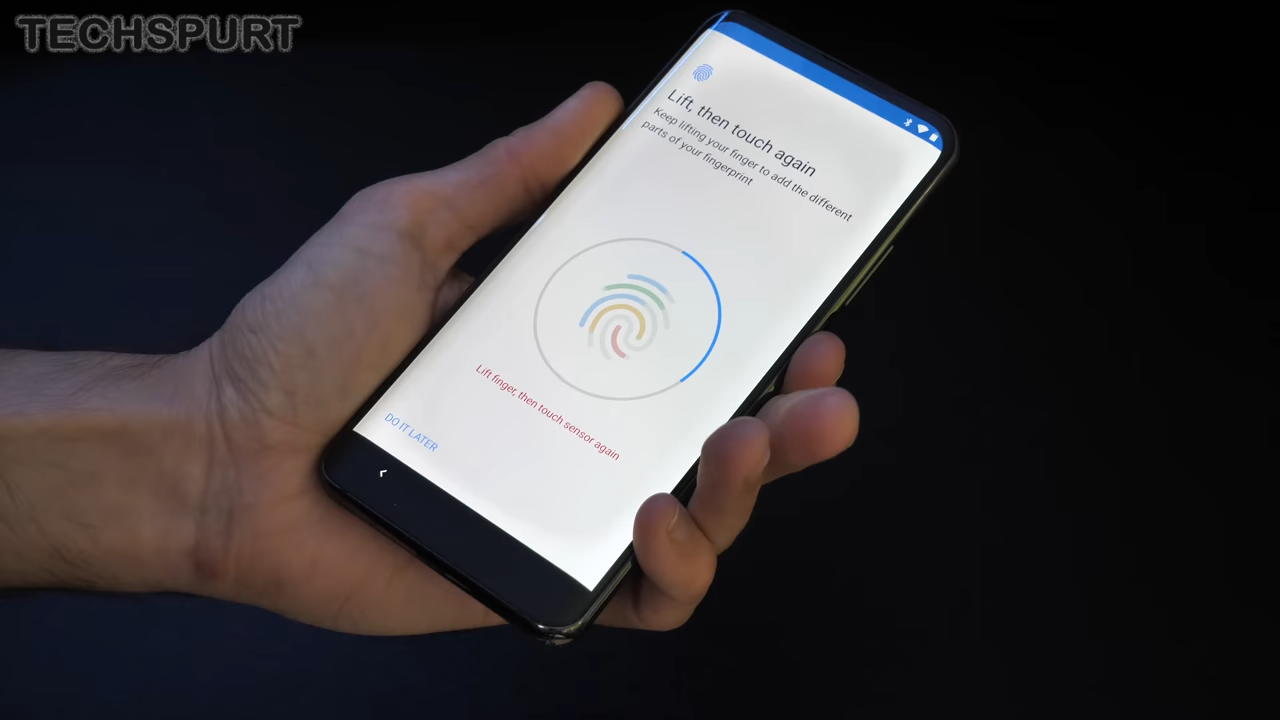 TECHSPURT
Lift, then touch again
Keep lifting your finger to add the different
parts of your fingerprint
Lift finger, then touch sensor again
DO IT LATER